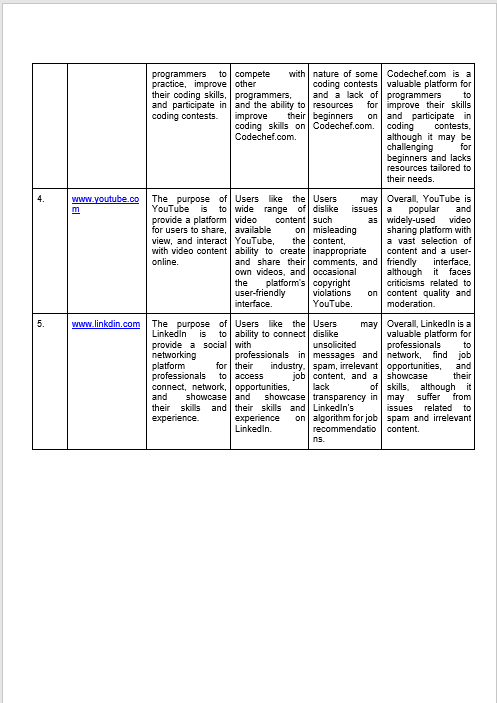 programmers to
practice, improve
their coding skills,
and participate in
coding contests.
compete with
other
programmers,
and the ability to
improve their
coding skills on
Codechef.com.
nature of some
coding contests
and a lack of
resources for
beginners on
Codechef.com.
Codechef.com is a
valuable platform for
programmers to
improve their skills
and participate in
coding contests,
although it may be
challenging for
beginners and lacks
resources tailored to
their needs.
4.
www.youtube.co
m
The purpose of
YouTube is to
provide a platform
for users to share,
view, and interact
with video content
online.
Users like the
wide range of
video content
available on
YouTube, the
ability to create
and share their
own videos, and
the platform's
user-friendly
interface.
Users may
dislike issues
such as
misleading
content,
inappropriate
comments, and
occasional
copyright
violations on
YouTube.
Overall, YouTube is
a popular and
widely-used video
sharing platform with
a vast selection of
content and a user-
friendly interface,
although it faces
criticisms related to
content quality and
moderation.
5.
www.linkdin.com
The purpose of
LinkedIn is to
provide a social
networking
platform for
professionals to
connect, network,
and showcase
their skills and
experience.
Users like the
ability to connect
with
professionals in
their industry,
access job
opportunities,
and showcase
their skills and
experience on
LinkedIn.
Users may
dislike
unsolicited
messages and
spam, irrelevant
content, and a
lack of
transparency in
LinkedIn's
algorithm for job
recommendatio
ns.
Overall, LinkedIn is a
valuable platform for
professionals to
network, find job
opportunities, and
showcase their
skills, although it
may suffer from
issues related to
spam and irrelevant
content.